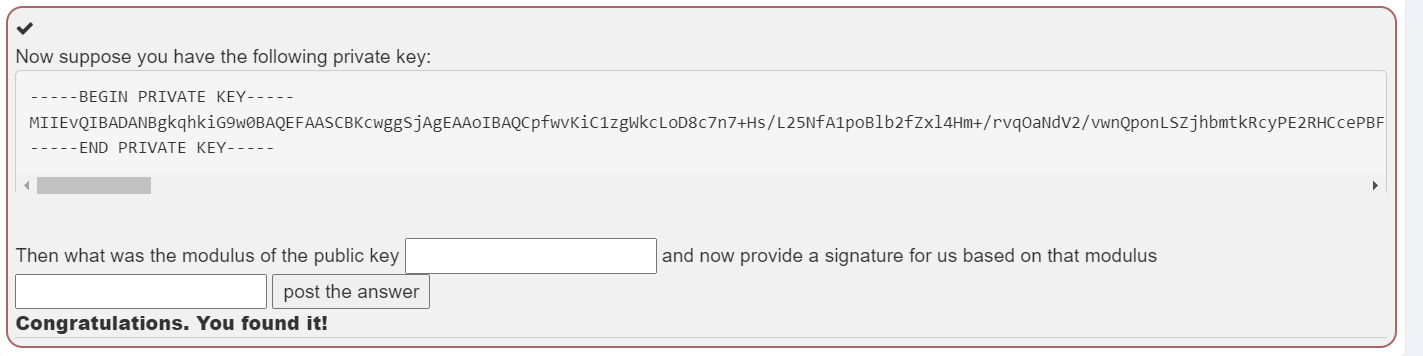 Now suppose you have the following private key:
-----BEGIN PRIVATE KEY-----
MIIEvQIBADANBgkqhkiG9w0BAQEFAASCBKcwggSjAgEAAoIBAQCpfwvKiC1zgWkcLoD8c7n7+Hs/L25NfA1poBlb2fZxl4Hm+/rvqOaNdV2/vwnQponLSZjhbmtkRcyPE2RHCcePBF
-----END PRIVATE KEY-----
Then what was the modulus of the public key and now provide a signature for us based on that modulus
post the answer
Congratulations. You found it!